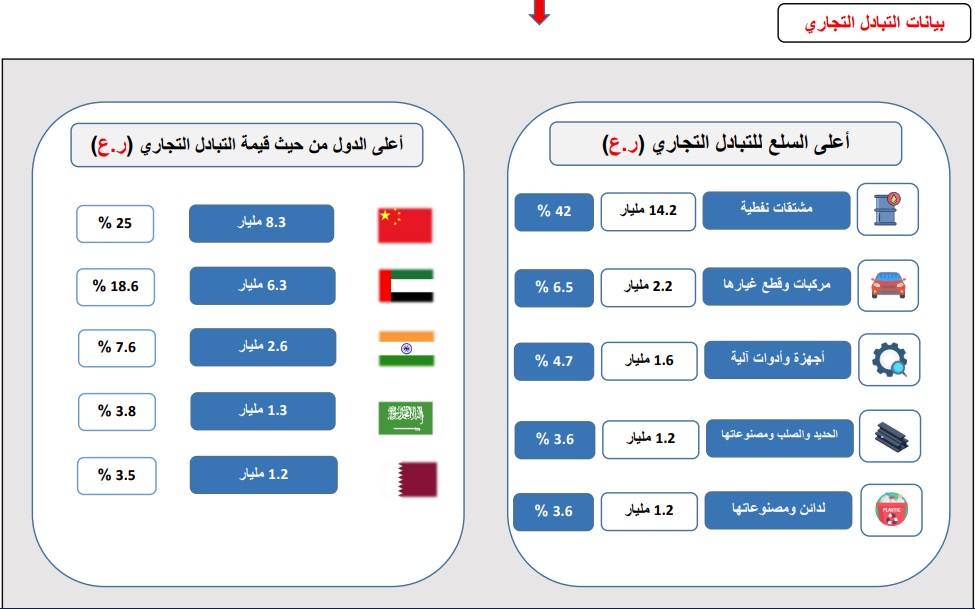 بيانات التبادل التجاري
أعلى السلع للتبادل التجاري (ر.ع)
مشتقات نفطية 14.2 مليار 42 %
مركبات وقطع غيارها 2.2 مليار 6.5 %
أجهزة وأدوات آلية 1.6 مليار 4.7 %
الحديد والصلب ومصنوعاتها 1.2 مليار 3.6 %
PLASTIC
لدائن ومصنوعاتها 1.2 مليار 3.6 %
أعلى الدول من حيث قيمة التبادل التجاري (ر.ع)
8.3 مليار 25 %
6.3 مليار 18.6 %
2.6 مليار 7.6 %
1.3 مليار 3.8 %
1.2 مليار 3.5 %